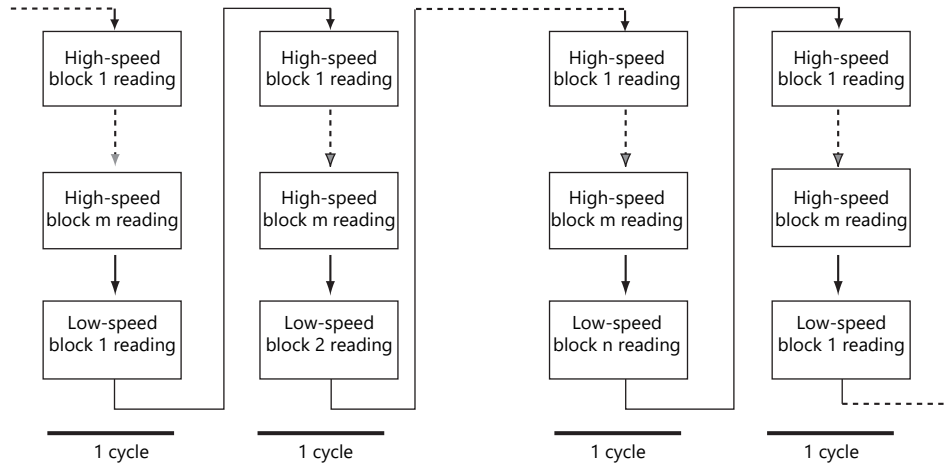 High-speed
block 1 reading
High-speed
block m reading
Low-speed
block 1 reading
1 cycle
High-speed
block 1 reading
High-speed
block m reading
Low-speed
block 2 reading
1 cycle
High-speed
block 1 reading
High-speed
block m reading
Low-speed
block n reading
1 cycle
High-speed
block 1 reading
High-speed
block m reading
Low-speed
block 1 reading
1 cycle